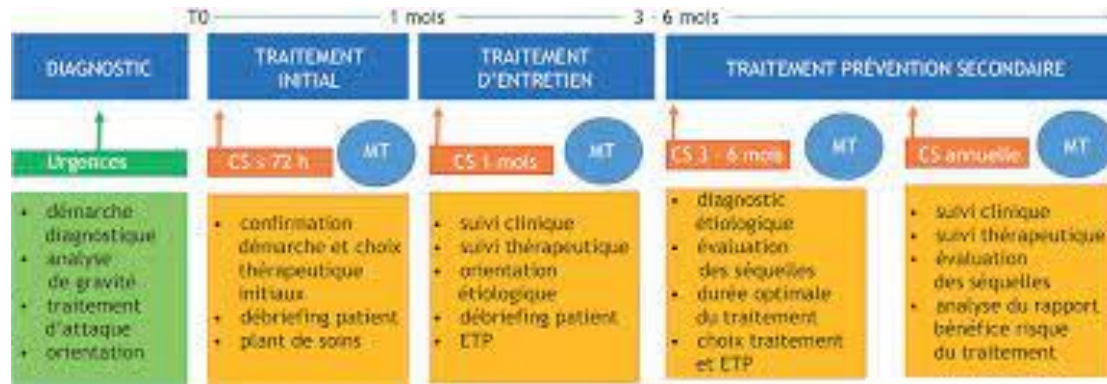 T0
1 mois
3 - 6 mois
DIAGNOSTIC
TRAITEMENT
INITIAL
TRAITEMENT
D'ENTRÉTIEN
TRAITEMENT PRÉVENTION SECONDAIRE
Urgences
CS ≤ 72 h
MT
CS 1 mois
MT
CS 3 - 6 mois
MT
CS annuelle
MT
• démarche
diagnostique
• analyse
de gravité
• traitement
d'attaque
• orientation
• confirmation
démarche et choix
thérapeutique
initiaux
• débriefing patient
• plant de soins
• suivi clinique
• suivi thérapeutique
• orientation
étiologique
• débriefing patient
• ETP
• diagnostic
étiologique
• évaluation
des séquelles
• durée optimale
du traitement
• choix traitement
et ETP
• suivi clinique
• suivi thérapeutique
• évaluation
des séquelles
• analyse du rapport
bénéfice risque
du traitement